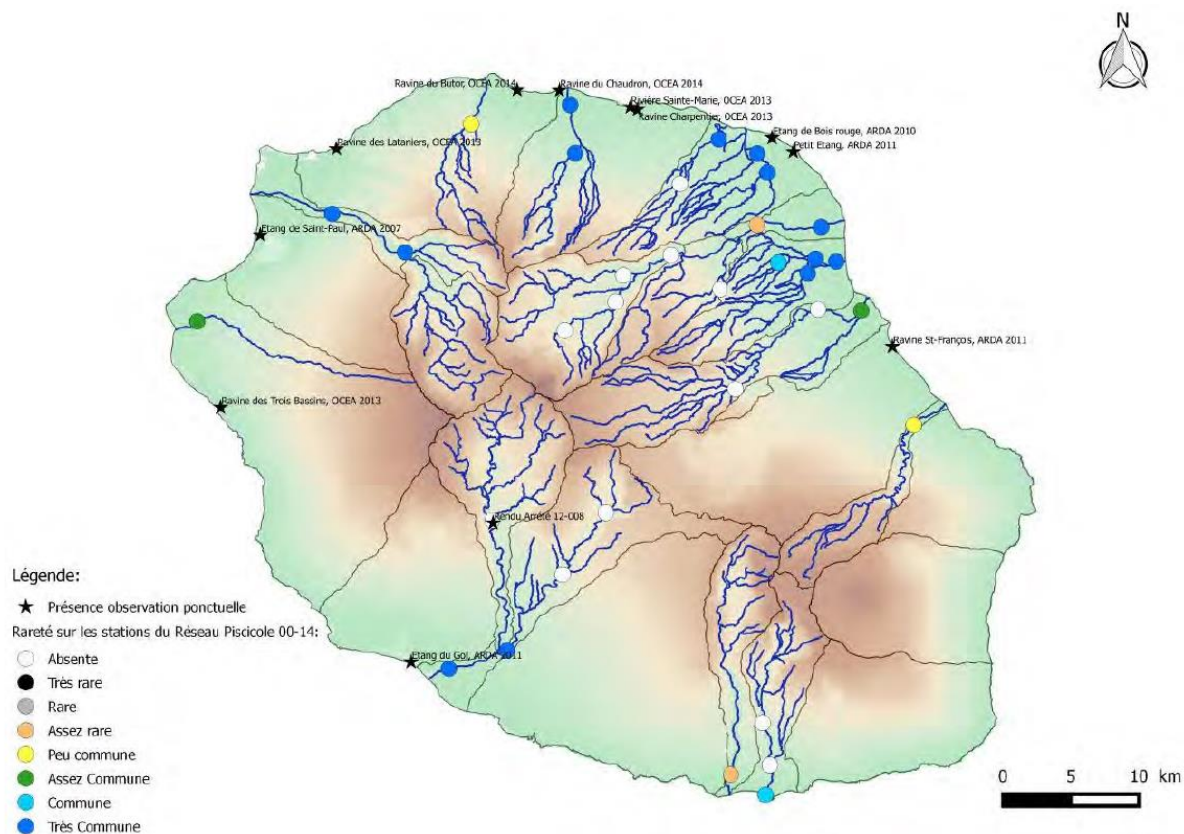 N
Ravine du Butor, OCEA 2014
Ravine du Chaudron, OCEA 2014
Rivière Sainte-Marie, OCEA 2013
Ravine Charpentier, OCEA 2013
Etang de Bois rouge, ARDA 2010
Petit Etang, ARDA 2011
Ravine des Lataniers, OCEA 2013
Etang de Saint-Paul, ARDA 2007
Ravine St-François, ARDA 2011
Ravine des Trois Bassins, OCEA 2013
Rendu Arrêté 12-008
Etang du Gol, ARDA 2011
Légende:
Présence observation ponctuelle
Rareté sur les stations du Réseau Piscicole 00-14:
Absente
Très rare
Rare
Assez rare
Peu commune
Assez Commune
Commune
Très Commune
0 5 10 km